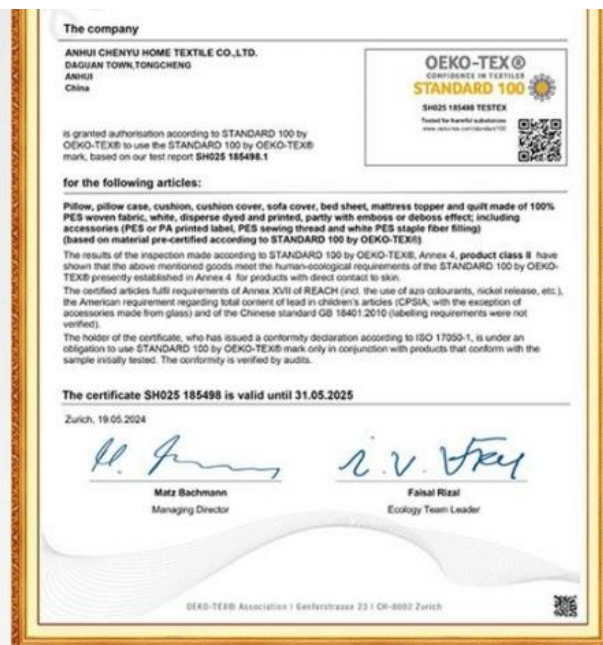 The company
ANHUI CHENYU HOME TEXTILE CO.,LTD.
DAGUAN TOWN,TONGCHENG
ANHUI
China
OEKO-TEX®
CONFIDENCE IN TEXTILES
STANDARD 100
SH025 185498 TESTEX
Tested for harmful substances
www.oeko-tex.com/standard100
is granted authorisation according to STANDARD 100 by
OEKO-TEX® to use the STANDARD 100 by OEKO-TEX®
mark, based on our test report SH025 185498.1
for the following articles:
Pillow, pillow case, cushion, cushion cover, sofa cover, bed sheet, mattress topper and quilt made of 100%
PES woven fabric, white, disperse dyed and printed, partly with emboss or deboss effect; including
accessories (PES or PA printed label, PES sewing thread and white PES staple fiber filling)
(based on material pre-certified according to STANDARD 100 by OEKO-TEX®)
The results of the inspection made according to STANDARD 100 by OEKO-TEX®, Annex 4, product class II have
shown that the above mentioned goods meet the human-ecological requirements of the STANDARD 100 by OEKO-
TEX® presently established in Annex 4 for products with direct contact to skin.
The certified articles fulfil requirements of Annex XVII of REACH (incl. the use of azo colourants, nickel release, etc.),
the American requirement regarding total content of lead in children's articles (CPSIA; with the exception of
accessories made from glass) and of the Chinese standard GB 18401:2010 (labelling requirements were not
verified).
The holder of the certificate, who has issued a conformity declaration according to ISO 17050-1, is under an
obligation to use STANDARD 100 by OEKO-TEX® mark only in conjunction with products that conform with the
sample initially tested. The conformity is verified by audits.
The certificate SH025 185498 is valid until 31.05.2025
Zurich, 19.05.2024
Matz Bachmann
Managing Director
Faisal Rizal
Ecology Team Leader
OEKO-TEX® Association | Genferstrasse 23 | CH-8002 Zurich